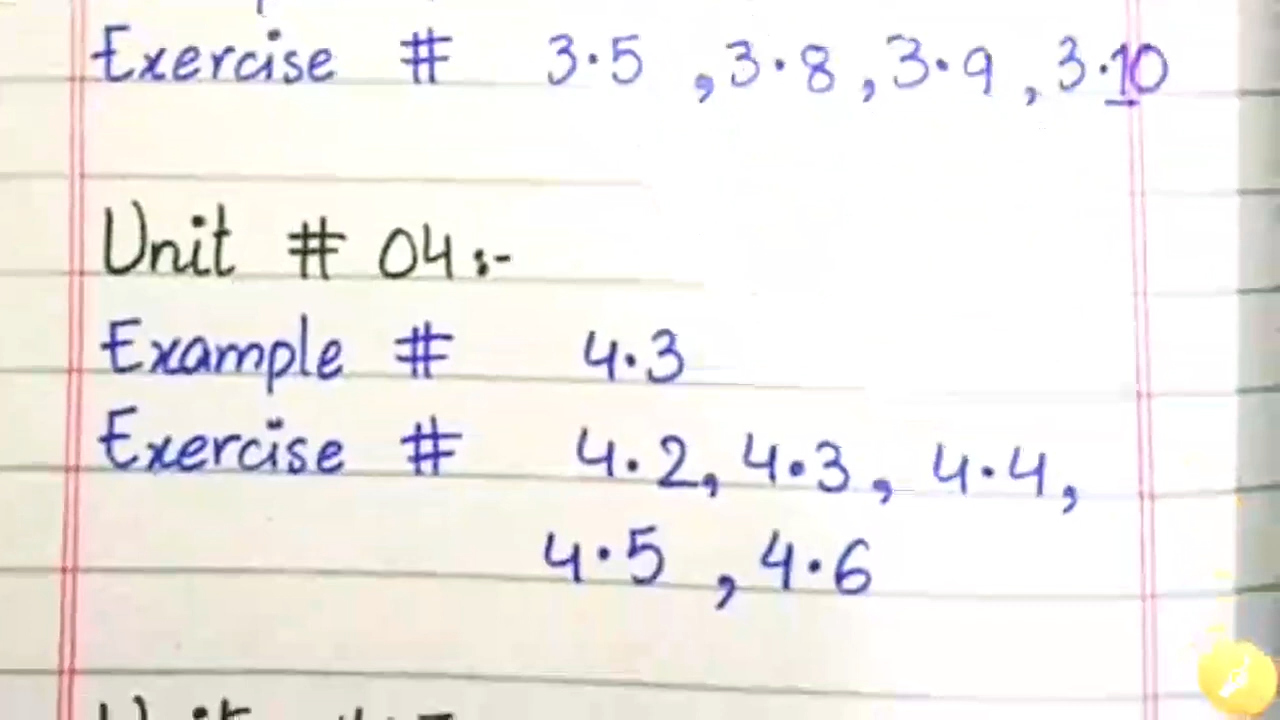 Exercise # 3.5 , 3.8 , 3.9 , 3.10
Unit # 04 :-
Example # 4.3
Exercise # 4.2, 4.3, 4.4,
4.5 , 4.6